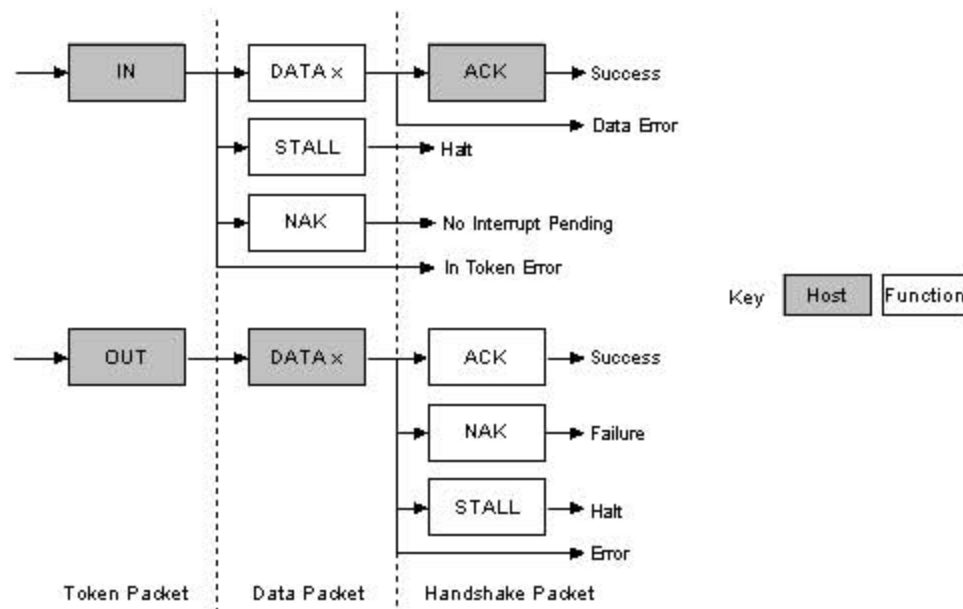 IN
DATA x
ACK
Success
Data Error
STALL
Halt
NAK
No Interrupt Pending
In Token Error
Key
Host
Function
OUT
DATA x
ACK
Success
NAK
Failure
STALL
Halt
Error
Token Packet
Data Packet
Handshake Packet